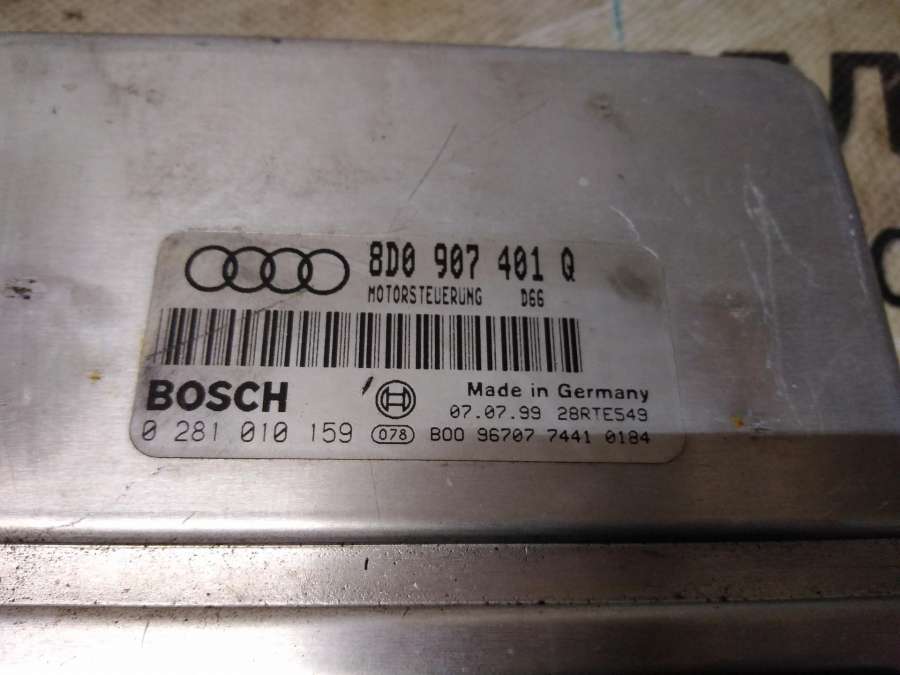 8D0 907 401 Q
MOTORSTEUERUNG D66
BOSCH
Made in Germany
07.07.99 28RTE549
0 281 010 159 078 B00 96707 7441 0184